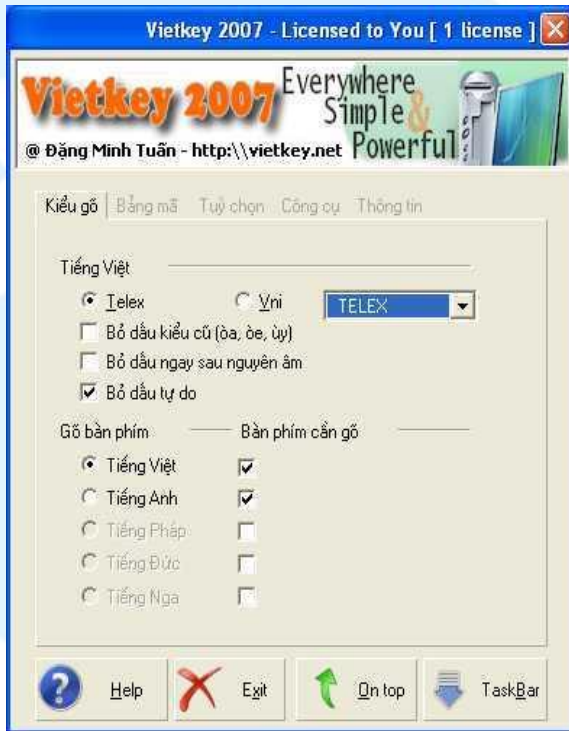 Vietkey 2007 - Licensed to You [ 1 license ]
Vietkey 2007 Everywhere
Simple &
Powerful
@ Đặng Minh Tuấn - http:\\vietkey.net
Kiểu gõ Bảng mã Tuỳ chọn Công cụ Thông tin
Tiếng Việt
Telex Vni TELEX
Bỏ dấu kiểu cũ (òa, òe, ùy)
Bỏ dấu ngay sau nguyên âm
Bỏ dấu tự do
Gõ bàn phím Bàn phím cần gõ
Tiếng Việt
Tiếng Anh
Tiếng Pháp
Tiếng Đức
Tiếng Nga
Help Exit On top TaskBar